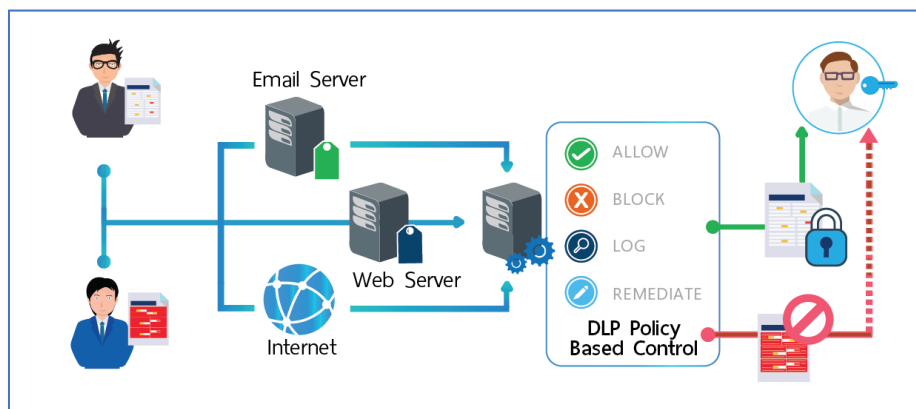 Email Server
ALLOW
BLOCK
LOG
Web Server
REMEDIATE
Internet
DLP Policy
Based Control